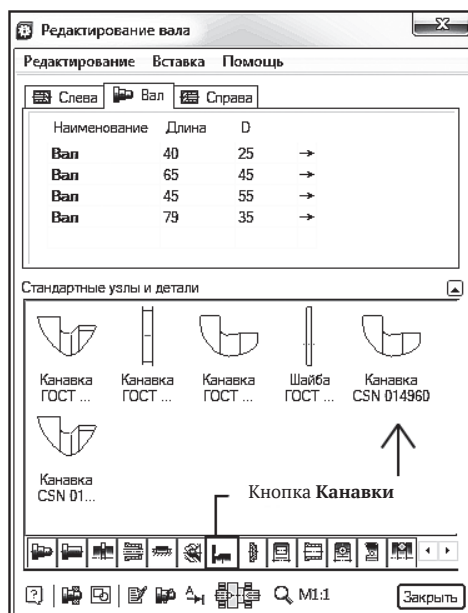 Редактирование вала
Редактирование Вставка Помощь
Слева Вал Справа
Наименование Длина D
Вал 40 25 →
Вал 65 45 →
Вал 45 55 →
Вал 79 35 →
Стандартные узлы и детали
Канавка ГОСТ ...
Канавка ГОСТ ...
Канавка ГОСТ ...
Шайба ГОСТ ...
Канавка CSN 014960
Канавка CSN 01...
Кнопка Канавки
М1:1
Закрыть